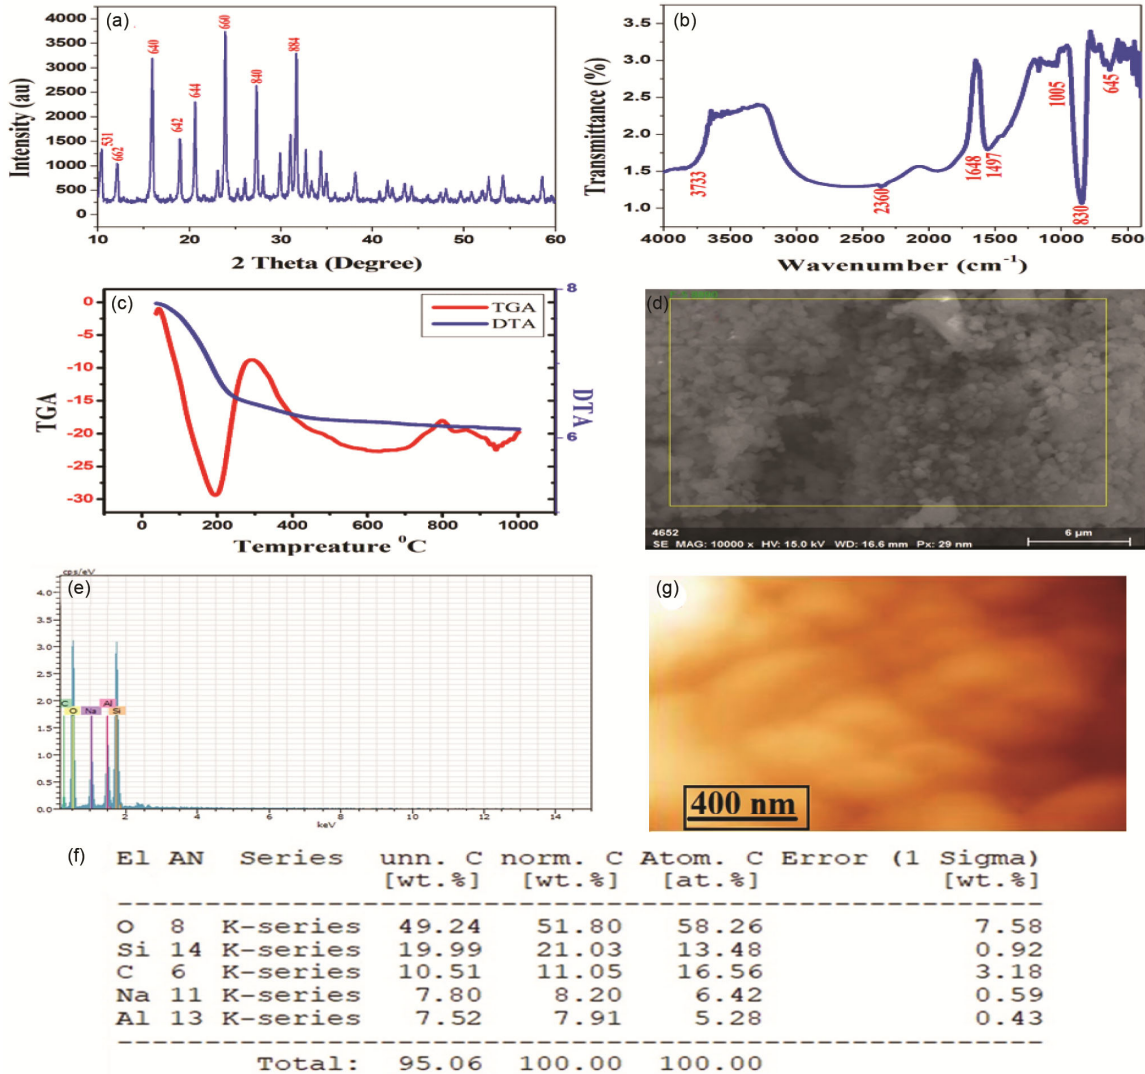 (a)
4000
3500
3000
2500
2000
1500
1000
500
0
Intensity (au)
531
662
640
642
644
660
840
884
10 20 30 40 50 60
2 Theta (Degree)
(b)
3.5
3.0
2.5
2.0
1.5
1.0
Transmittance (%)
3733
2360
1648
1497
1005
830
645
4000 3500 3000 2500 2000 1500 1000 500
Wavenumber (cm-1)
(c)
0
-5
-10
-15
-20
-25
-30
TGA
TGA
DTA
8
6
DTA
0 200 400 600 800 1000
Tempreature 0C
(d)
4652
SE MAG: 10000 x HV: 15.0 kV WD: 16.6 mm Px: 29 nm
6 µm
(e)
cps/eV
4.0
3.5
3.0
2.5
2.0
1.5
1.0
0.5
0.0
C
O
Na
Al
Si
2 4 6 8 10 12 14
keV
(g)
400 nm
(f)
El AN Series unn. C norm. C Atom. C Error (1 Sigma)
[wt.%] [wt.%] [at.%] [wt.%]
O 8 K-series 49.24 51.80 58.26 7.58
Si 14 K-series 19.99 21.03 13.48 0.92
C 6 K-series 10.51 11.05 16.56 3.18
Na 11 K-series 7.80 8.20 6.42 0.59
Al 13 K-series 7.52 7.91 5.28 0.43
Total: 95.06 100.00 100.00